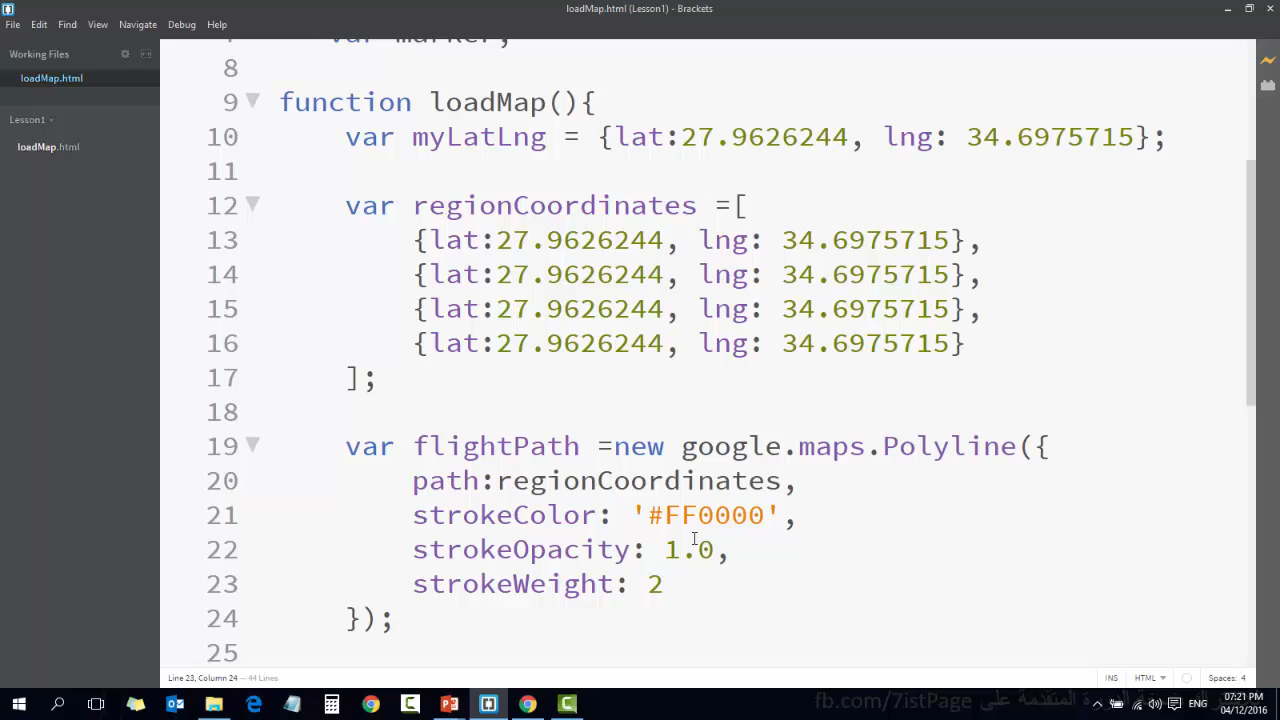 loadMap.html (Lesson1) - Brackets
File Edit Find View Navigate Debug Help
Working Files
loadMap.html
Lesson1
loadMap.html
8
9 function loadMap(){
10 var myLatLng = {lat:27.9626244, lng: 34.6975715};
11
12 var regionCoordinates =[
13 {lat:27.9626244, lng: 34.6975715},
14 {lat:27.9626244, lng: 34.6975715},
15 {lat:27.9626244, lng: 34.6975715},
16 {lat:27.9626244, lng: 34.6975715}
17 ];
18
19 var flightPath =new google.maps.Polyline({
20 path:regionCoordinates,
21 strokeColor: '#FF0000',
22 strokeOpacity: 1.0,
23 strokeWeight: 2
24 });
25
Line 23, Column 24 — 44 Lines
INS HTML Spaces: 4
fb.com/7istPage على
ENG
07:21 PM
04/12/2016